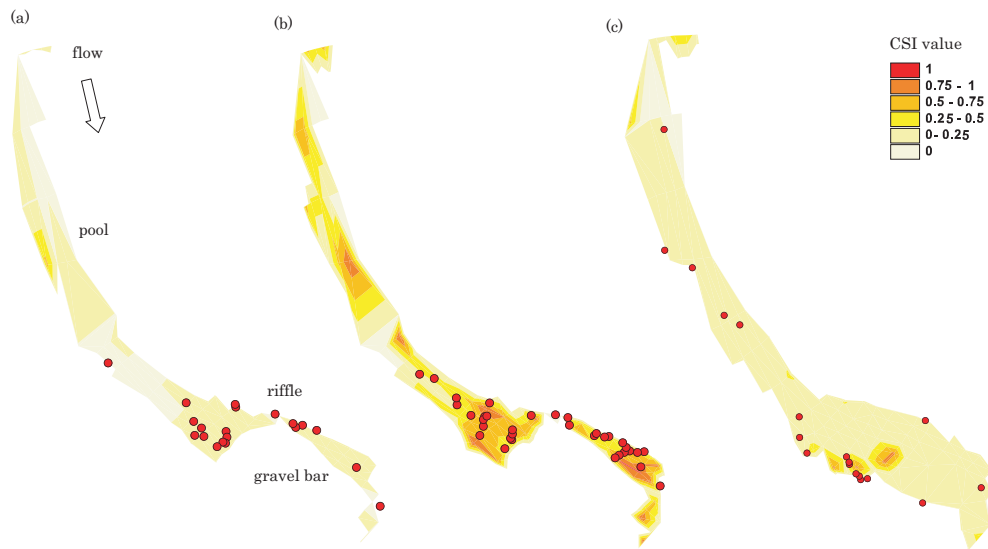 (a)
(b)
(c)
flow
CSI value
1
0.75 - 1
0.5 - 0.75
0.25 - 0.5
0- 0.25
0
pool
riffle
gravel bar